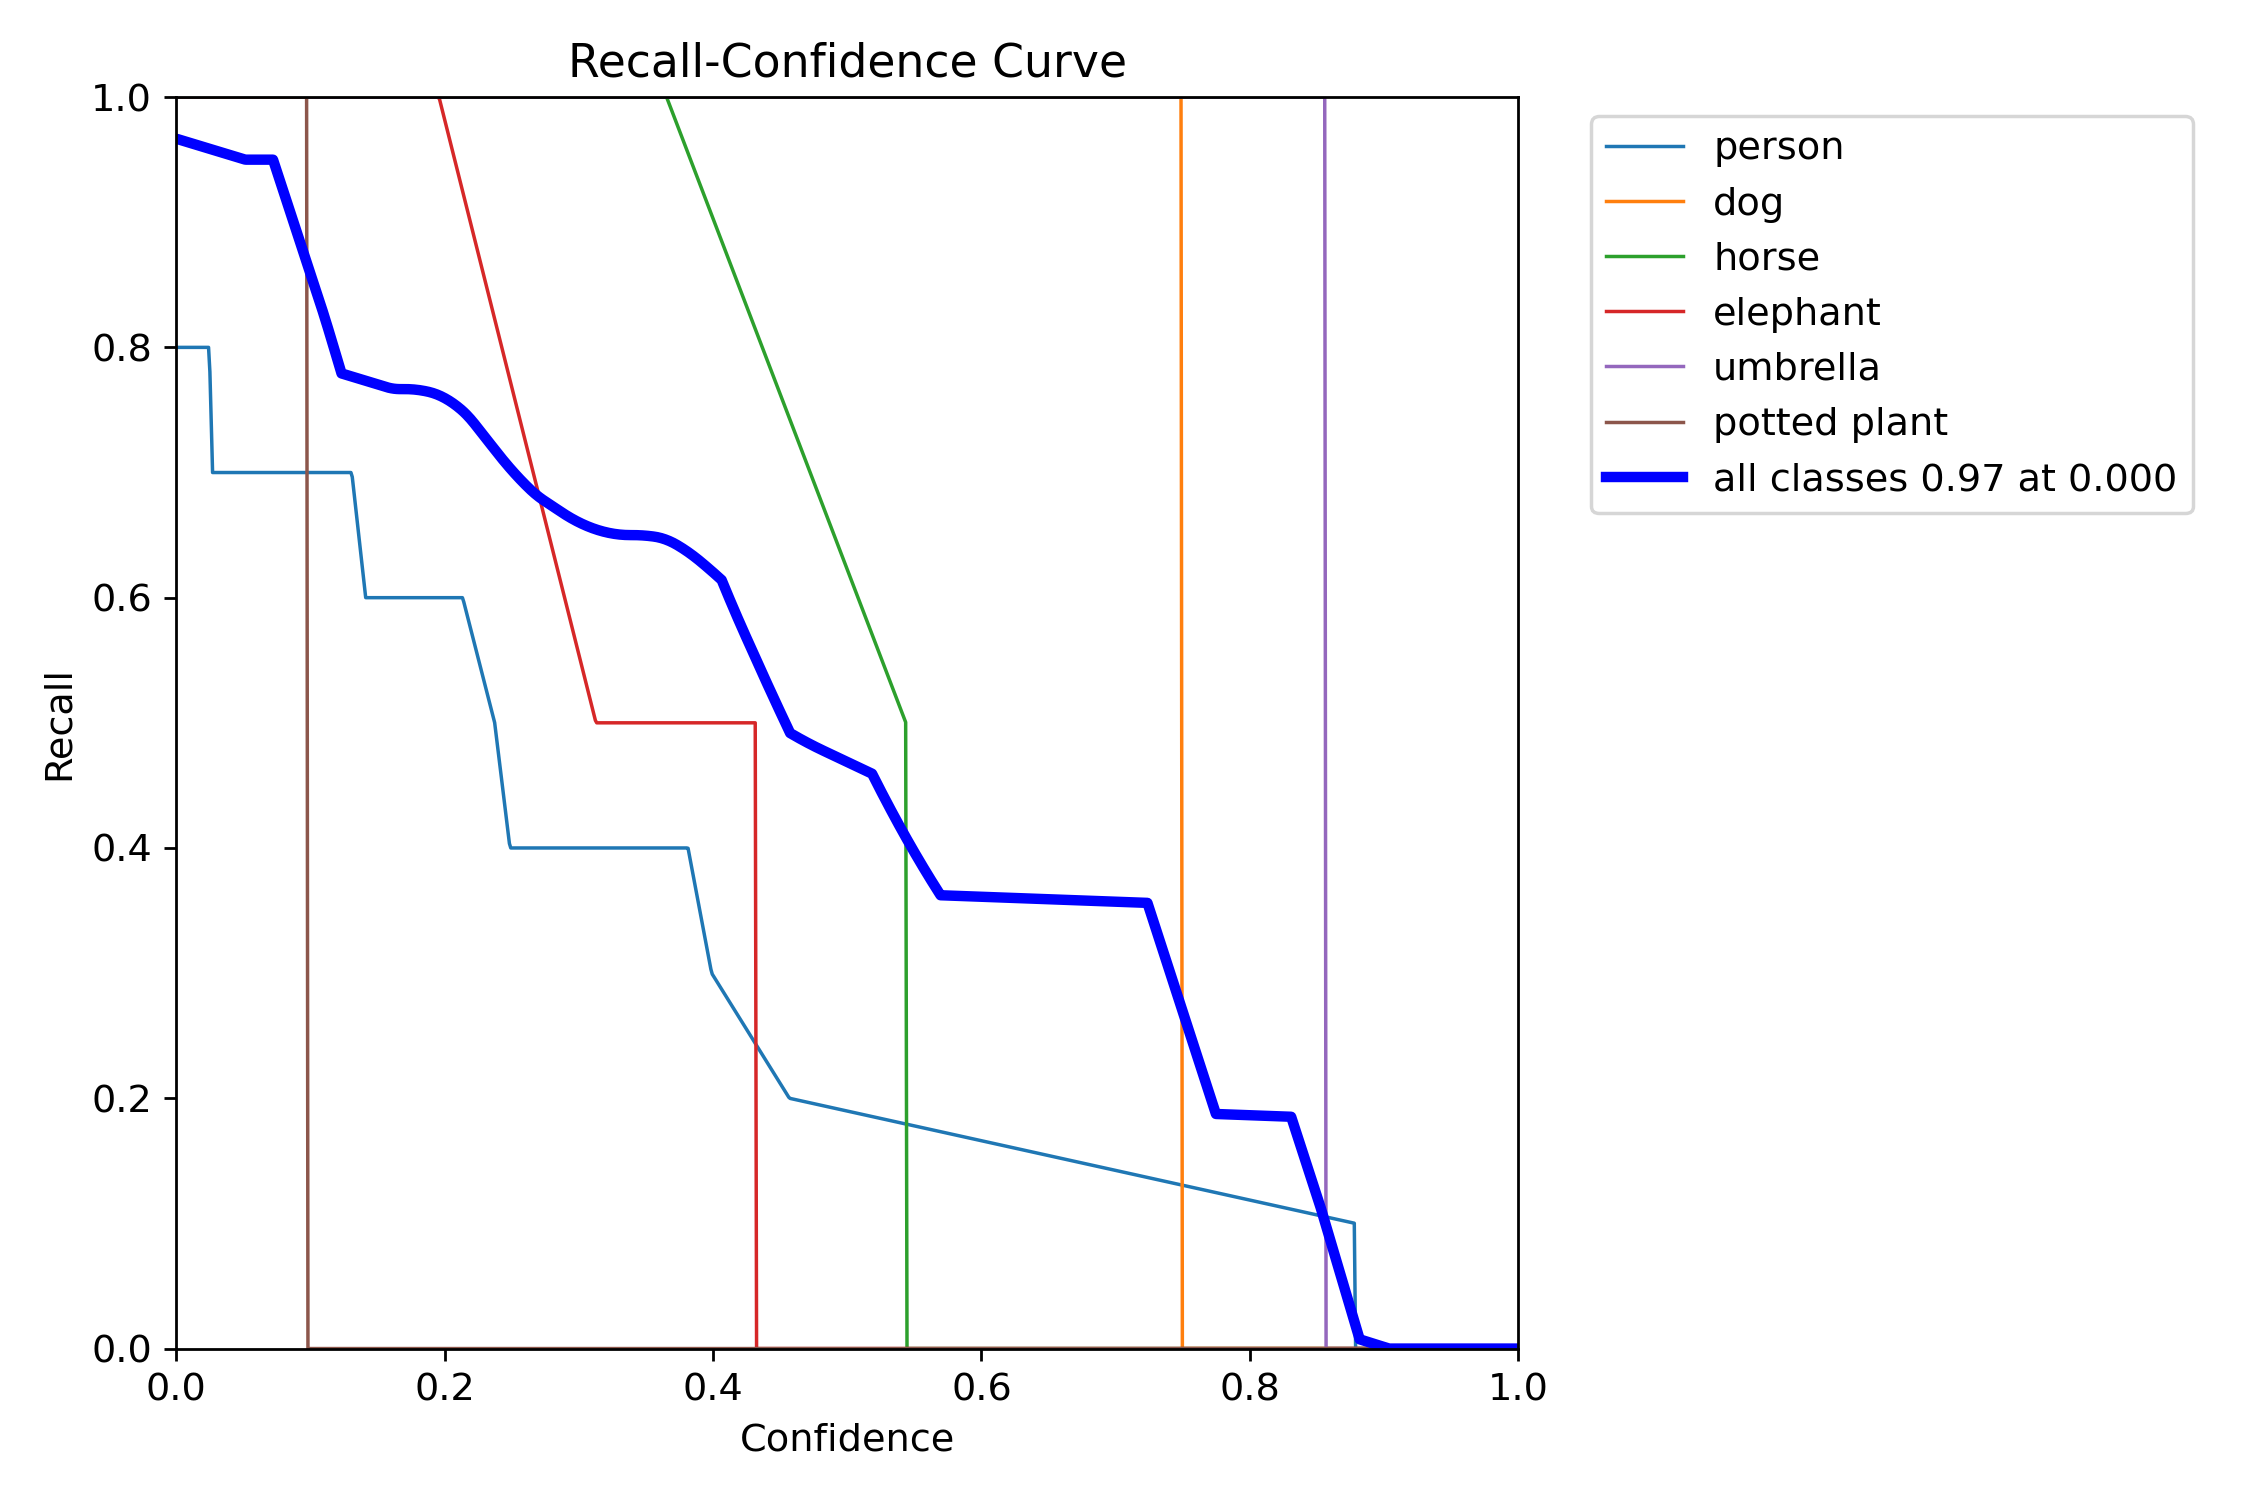 Recall-Confidence Curve
1.0
0.8
0.6
0.4
0.2
0.0
Recall
0.0 0.2 0.4 0.6 0.8 1.0
Confidence
person
dog
horse
elephant
umbrella
potted plant
all classes 0.97 at 0.000